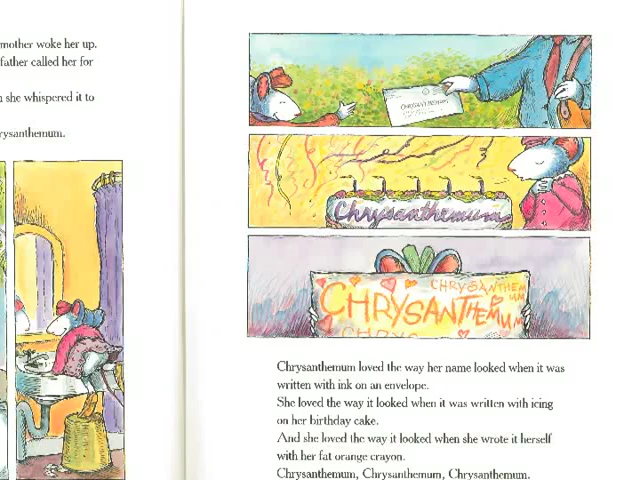 mother woke her up.
father called her for
she whispered it to
CHRYSANTHEMUM
Chrysanthemum
CHRYSANTHEM
UM
CHRYSANTHEMUM
Chrysanthemum loved the way her name looked when it was
written with ink on an envelope.
She loved the way it looked when it was written with icing
on her birthday cake.
And she loved the way it looked when she wrote it herself
with her fat orange crayon.
Chrysanthemum, Chrysanthemum, Chrysanthemum.